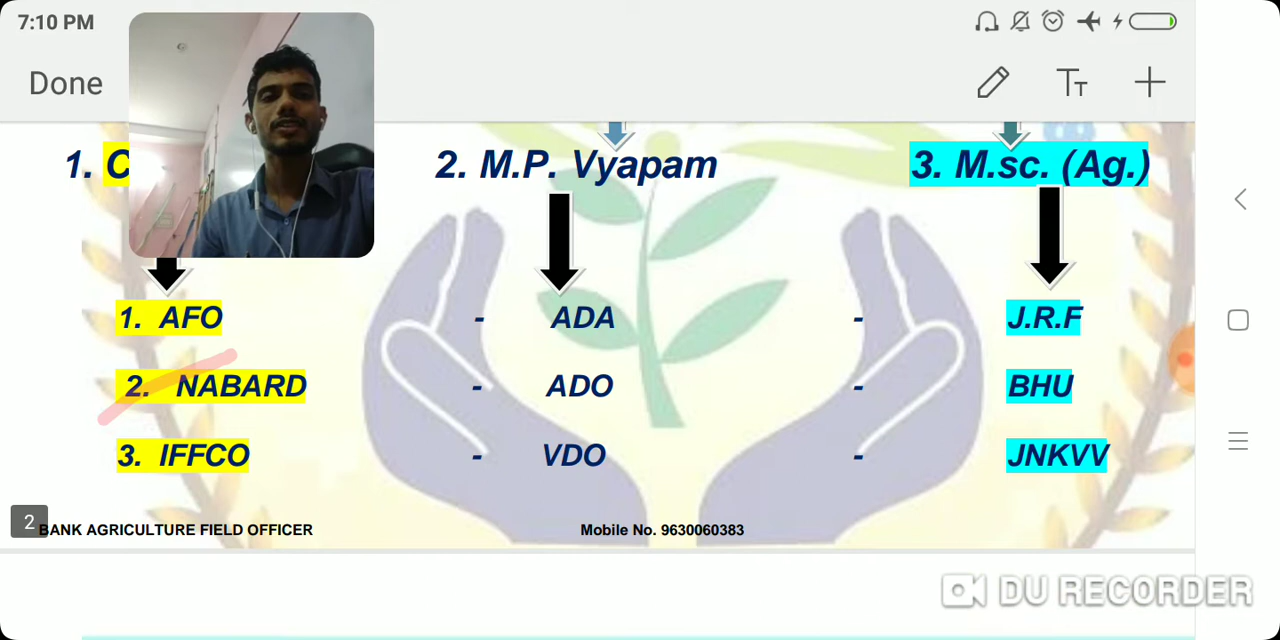 7:10 PM
Done
1. C
2. M.P. Vyapam
3. M.sc. (Ag.)
1. AFO - ADA - J.R.F
2. NABARD - ADO - BHU
3. IFFCO - VDO - JNKVV
2
BANK AGRICULTURE FIELD OFFICER Mobile No. 9630060383
DU RECORDER